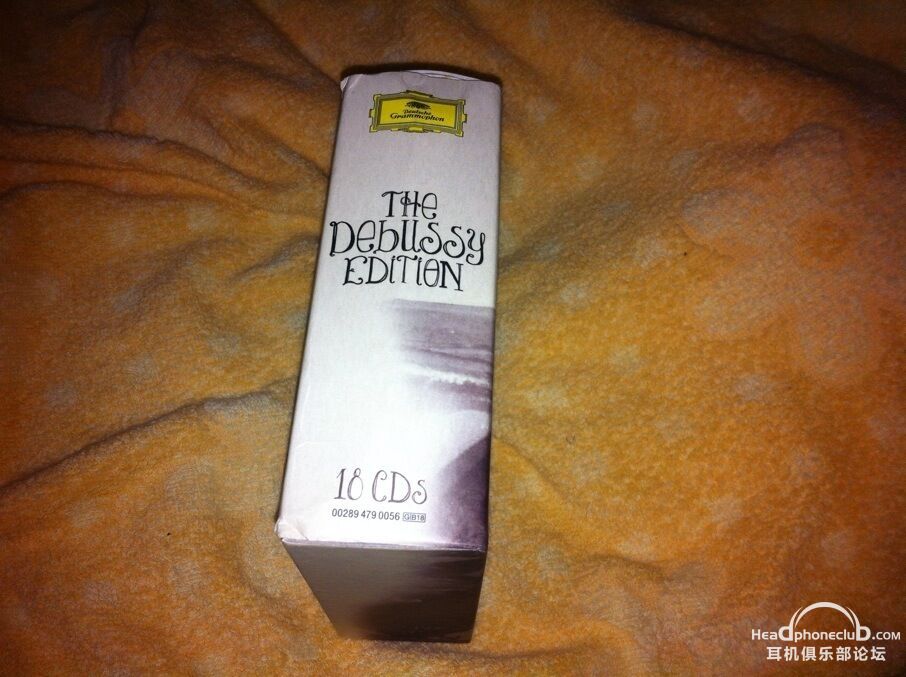 Deutsche
Grammophon
THE
DEBUSSY
EDITION
18 CDs
00289 479 0056 GB18
HeadphonecluD.com
耳机俱乐部论坛